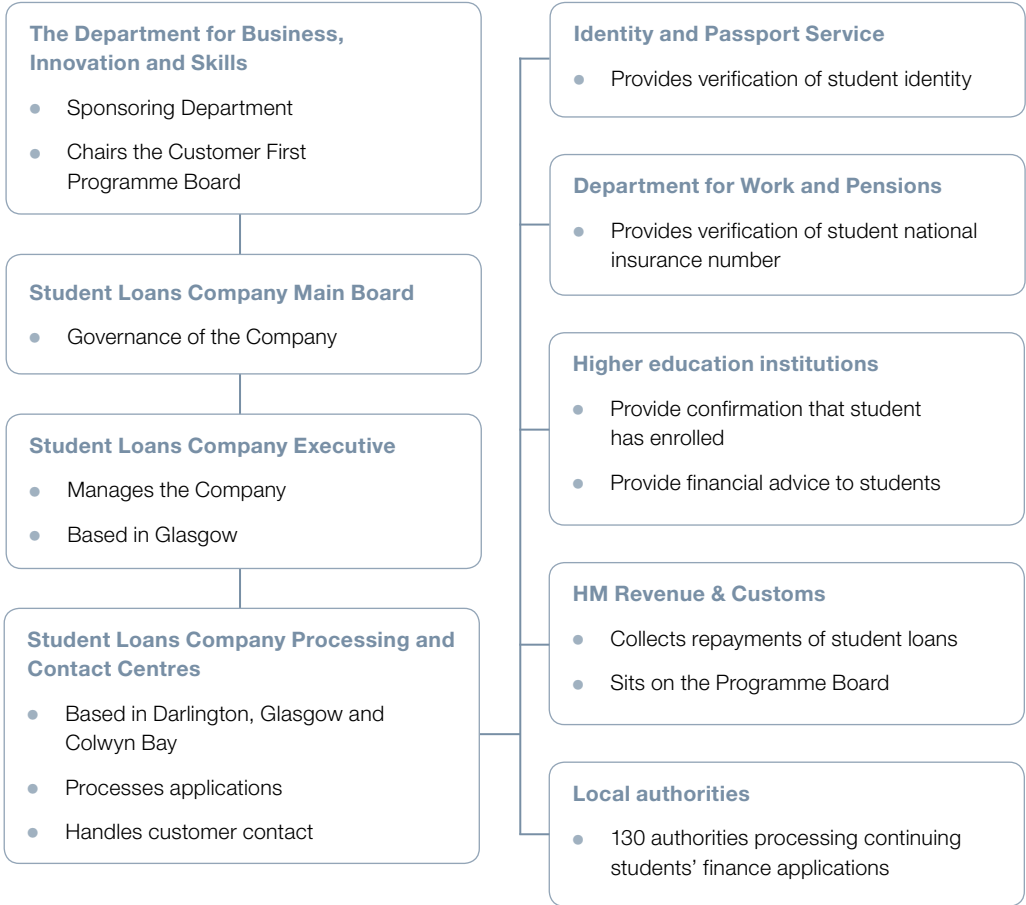 The Department for Business,
Innovation and Skills
● Sponsoring Department
● Chairs the Customer First
Programme Board
Student Loans Company Main Board
● Governance of the Company
Student Loans Company Executive
● Manages the Company
● Based in Glasgow
Student Loans Company Processing and
Contact Centres
● Based in Darlington, Glasgow and
Colwyn Bay
● Processes applications
● Handles customer contact
Identity and Passport Service
● Provides verification of student identity
Department for Work and Pensions
● Provides verification of student national
insurance number
Higher education institutions
● Provide confirmation that student
has enrolled
● Provide financial advice to students
HM Revenue & Customs
● Collects repayments of student loans
● Sits on the Programme Board
Local authorities
● 130 authorities processing continuing
students’ finance applications